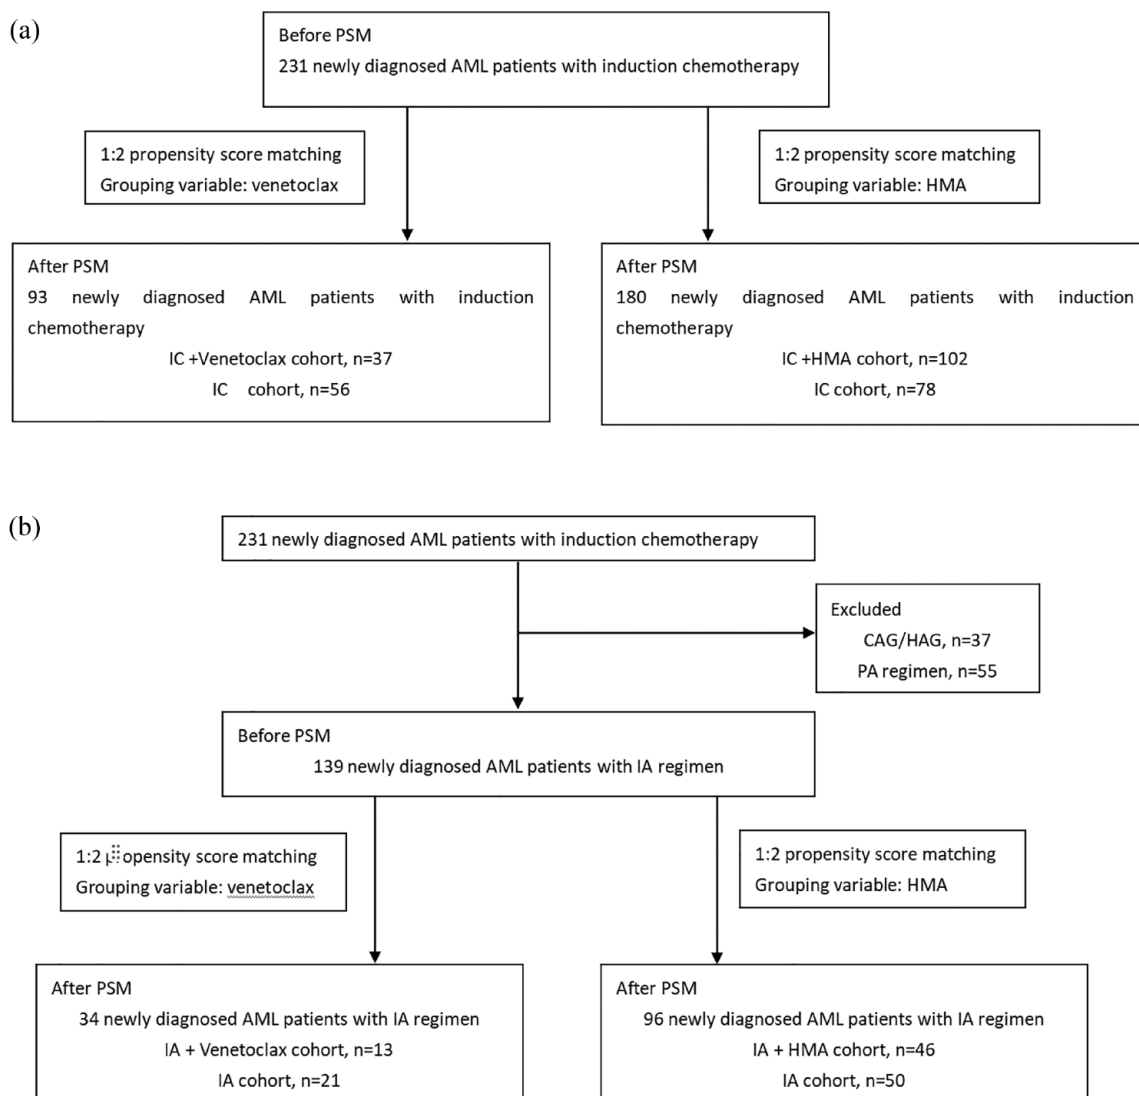 (a)
Before PSM
231 newly diagnosed AML patients with induction chemotherapy
1:2 propensity score matching
Grouping variable: venetoclax
1:2 propensity score matching
Grouping variable: HMA
After PSM
93 newly diagnosed AML patients with induction
chemotherapy
IC +Venetoclax cohort, n=37
IC cohort, n=56
After PSM
180 newly diagnosed AML patients with induction
chemotherapy
IC +HMA cohort, n=102
IC cohort, n=78
(b)
231 newly diagnosed AML patients with induction chemotherapy
Excluded
CAG/HAG, n=37
PA regimen, n=55
Before PSM
139 newly diagnosed AML patients with IA regimen
1:2 opensity score matching
Grouping variable: venetoclax
1:2 propensity score matching
Grouping variable: HMA
After PSM
34 newly diagnosed AML patients with IA regimen
IA + Venetoclax cohort, n=13
IA cohort, n=21
After PSM
96 newly diagnosed AML patients with IA regimen
IA + HMA cohort, n=46
IA cohort, n=50